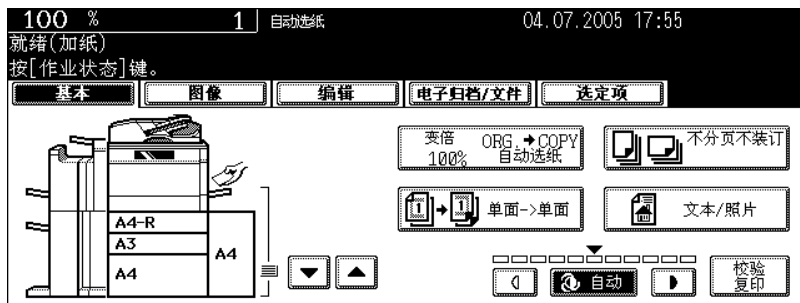 100 % 1 自动选纸 04.07.2005 17:55
就绪(加纸)
按[作业状态]键。
基本 图像 编辑 电子归档/文件 选定项
变倍 ORG.→COPY 不分页不装订
100% 自动选纸
1→1 单面->单面 文本/照片
A4-R
A3
A4
A4
自动 校验
复印